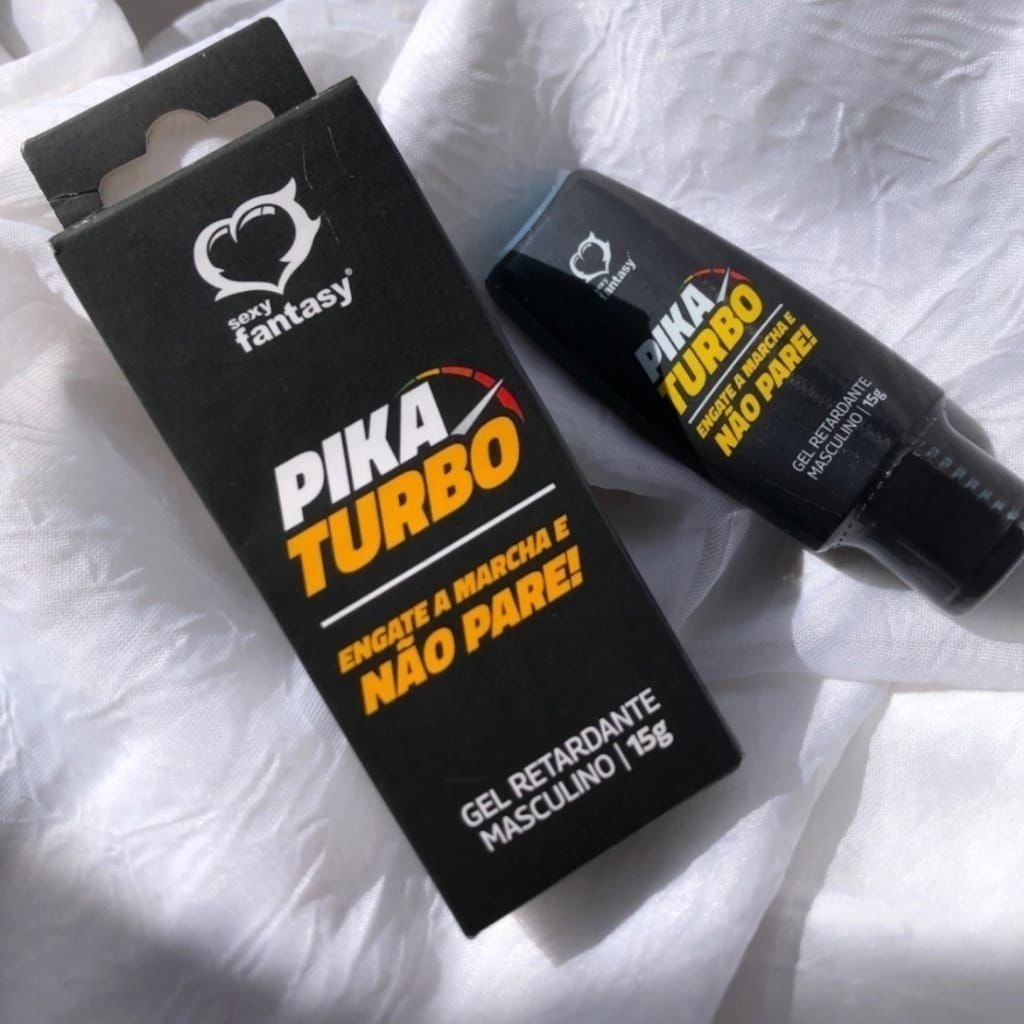 sexy
fantasy®
PIKA
TURBO
ENGATE A MARCHA E
NÃO PARE!
GEL RETARDANTE
MASCULINO | 15g
sexy
fantasy
PIKA
TURBO
ENGATE A MARCHA E
NÃO PARE!
GEL RETARDANTE
MASCULINO | 15g